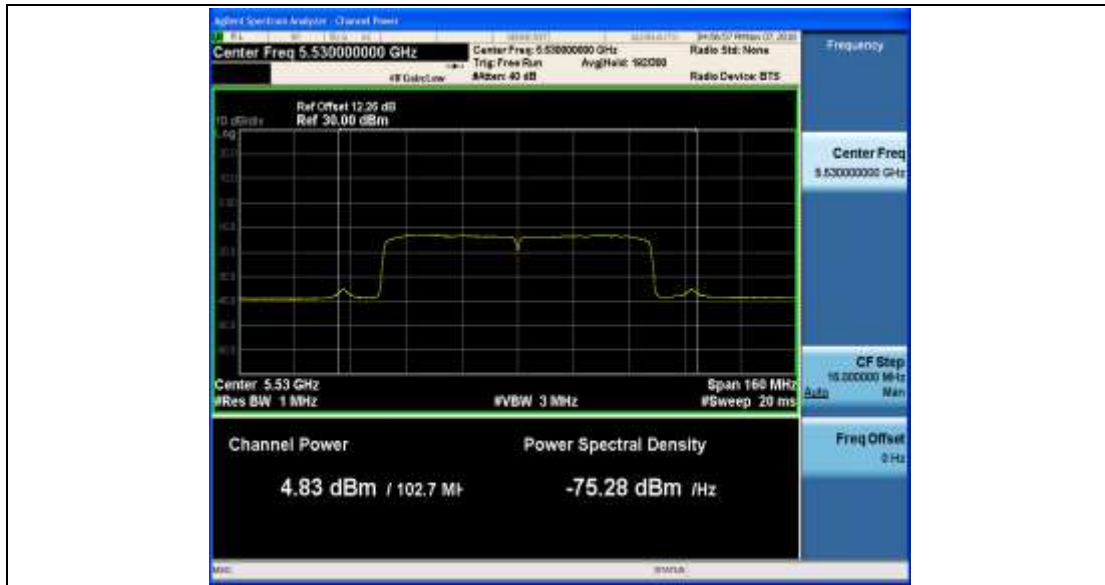 Agilent Spectrum Analyzer - Channel Power
Center Freq 5.530000000 GHz
Center Freq: 5.530000000 GHz
Trig: Free Run
Avg|Hold:
#Atten: 40 dB
Radio Std: None
Radio Device: BTS
#IFGain:Low
Frequency
Ref Offset 12.26 dB
10 dB/div
Ref 30.00 dBm
Log
Center Freq
5.530000000 GHz
Center 5.53 GHz
Span 160 MHz
#Res BW 1 MHz
#VBW 3 MHz
#Sweep 20 ms
CF Step
16.000000 MHz
Auto
Man
Channel Power
Power Spectral Density
4.83 dBm / 102.7 MH
-75.28 dBm /Hz
Freq Offset
0 Hz
MSG
STATUS